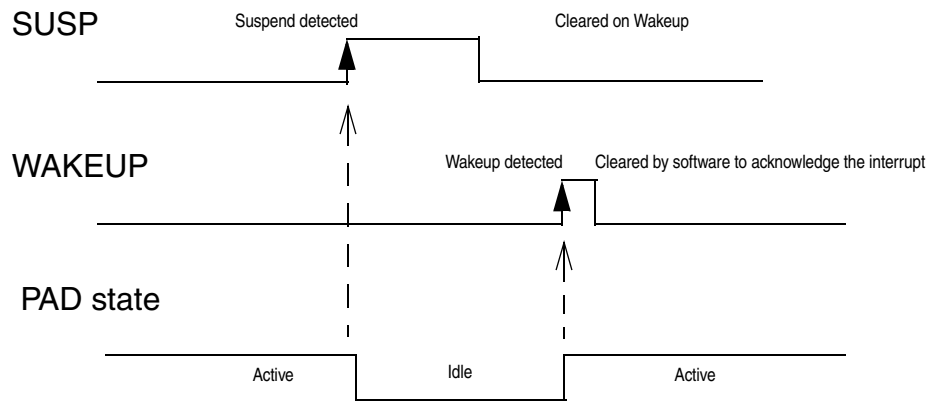 SUSP
Suspend detected
Cleared on Wakeup
WAKEUP
Wakeup detected
Cleared by software to acknowledge the interrupt
PAD state
Active
Idle
Active